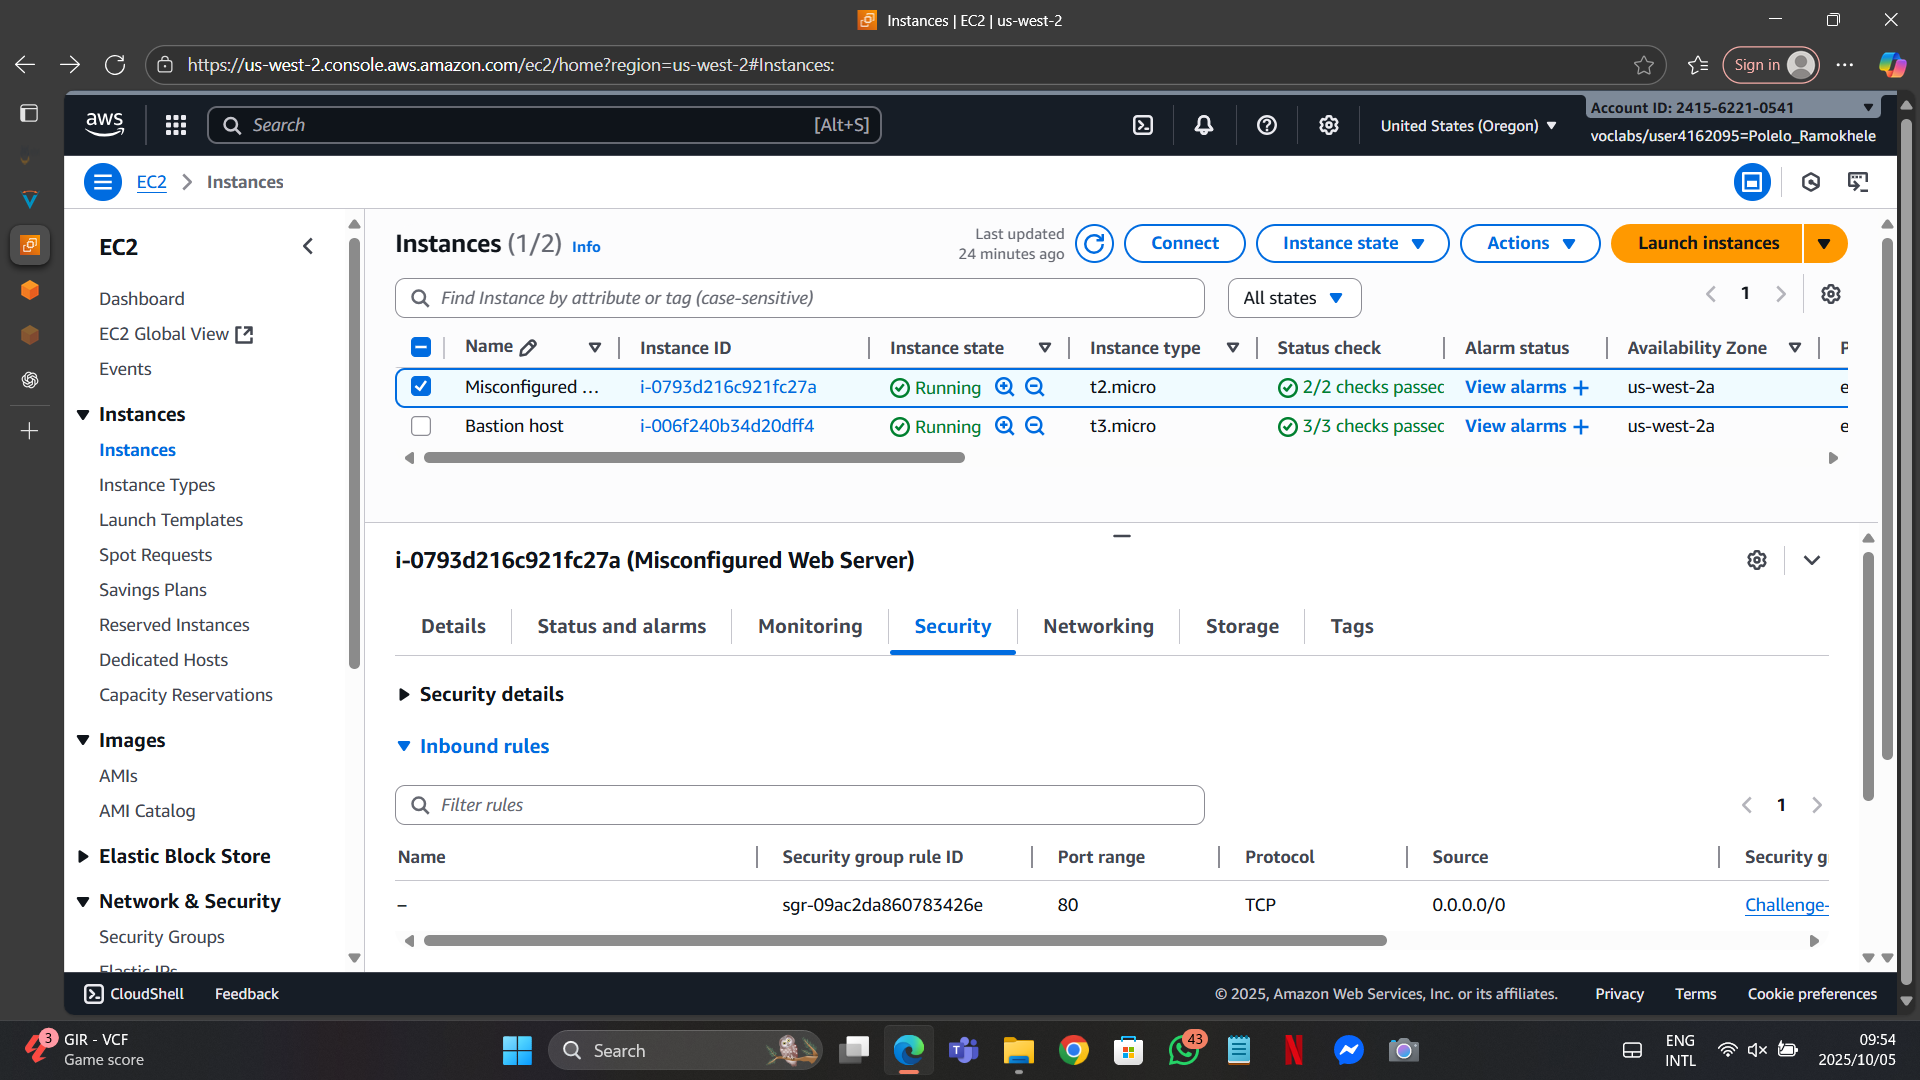 Instances | EC2 | us-west-2
https://us-west-2.console.aws.amazon.com/ec2/home?region=us-west-2#Instances:
Sign in
aws
Search
[Alt+S]
United States (Oregon)
Account ID: 2415-6221-0541
voclabs/user4162095=Polelo_Ramokhele
EC2
Instances
EC2
Dashboard
EC2 Global View
Events
Instances
Instances
Instance Types
Launch Templates
Spot Requests
Savings Plans
Reserved Instances
Dedicated Hosts
Capacity Reservations
Images
AMIs
AMI Catalog
Elastic Block Store
Network & Security
Security Groups
Elastic IPs
Instances (1/2) Info
Last updated
24 minutes ago
Connect
Instance state
Actions
Launch instances
Find Instance by attribute or tag (case-sensitive)
All states
1
Name Instance ID Instance state Instance type Status check Alarm status Availability Zone P
Misconfigured ... i-0793d216c921fc27a Running t2.micro 2/2 checks passec View alarms + us-west-2a e
Bastion host i-006f240b34d20dff4 Running t3.micro 3/3 checks passec View alarms + us-west-2a e
i-0793d216c921fc27a (Misconfigured Web Server)
Details Status and alarms Monitoring Security Networking Storage Tags
Security details
Inbound rules
Filter rules
1
Name Security group rule ID Port range Protocol Source Security g
– sgr-09ac2da860783426e 80 TCP 0.0.0.0/0 Challenge-
CloudShell Feedback
© 2025, Amazon Web Services, Inc. or its affiliates. Privacy Terms Cookie preferences
3
GIR - VCF
Game score
Search
43
ENG
INTL
09:54
2025/10/05